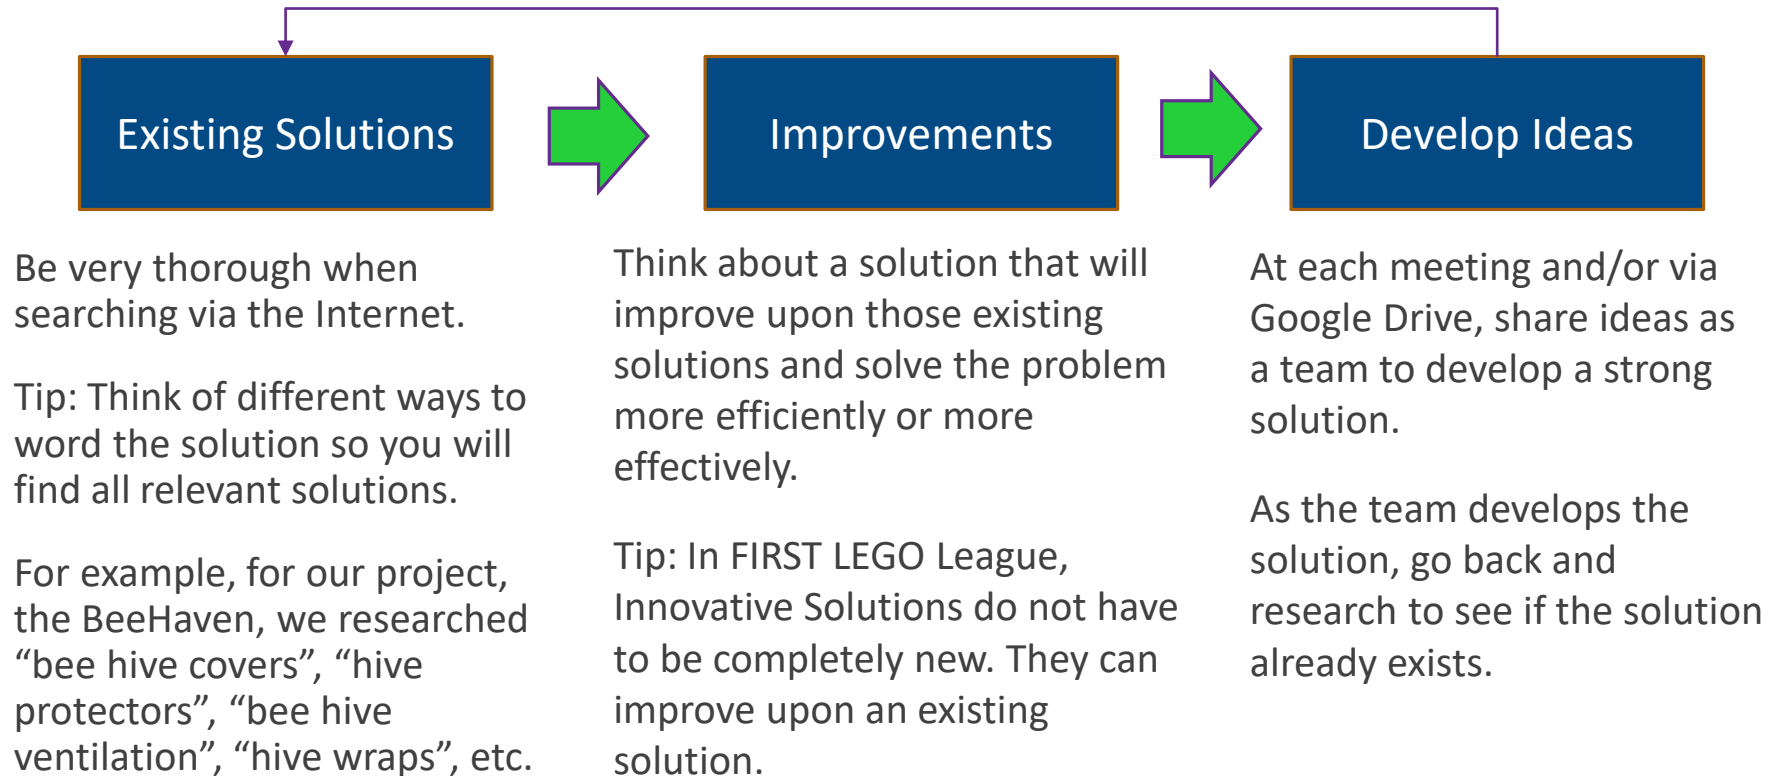 Existing Solutions
Improvements
Develop Ideas
Be very thorough when
searching via the Internet.
Tip: Think of different ways to
word the solution so you will
find all relevant solutions.
For example, for our project,
the BeeHaven, we researched
“bee hive covers”, “hive
protectors”, “bee hive
ventilation”, “hive wraps”, etc.
Think about a solution that will
improve upon those existing
solutions and solve the problem
more efficiently or more
effectively.
Tip: In FIRST LEGO League,
Innovative Solutions do not have
to be completely new. They can
improve upon an existing
solution.
At each meeting and/or via
Google Drive, share ideas as
a team to develop a strong
solution.
As the team develops the
solution, go back and
research to see if the solution
already exists.